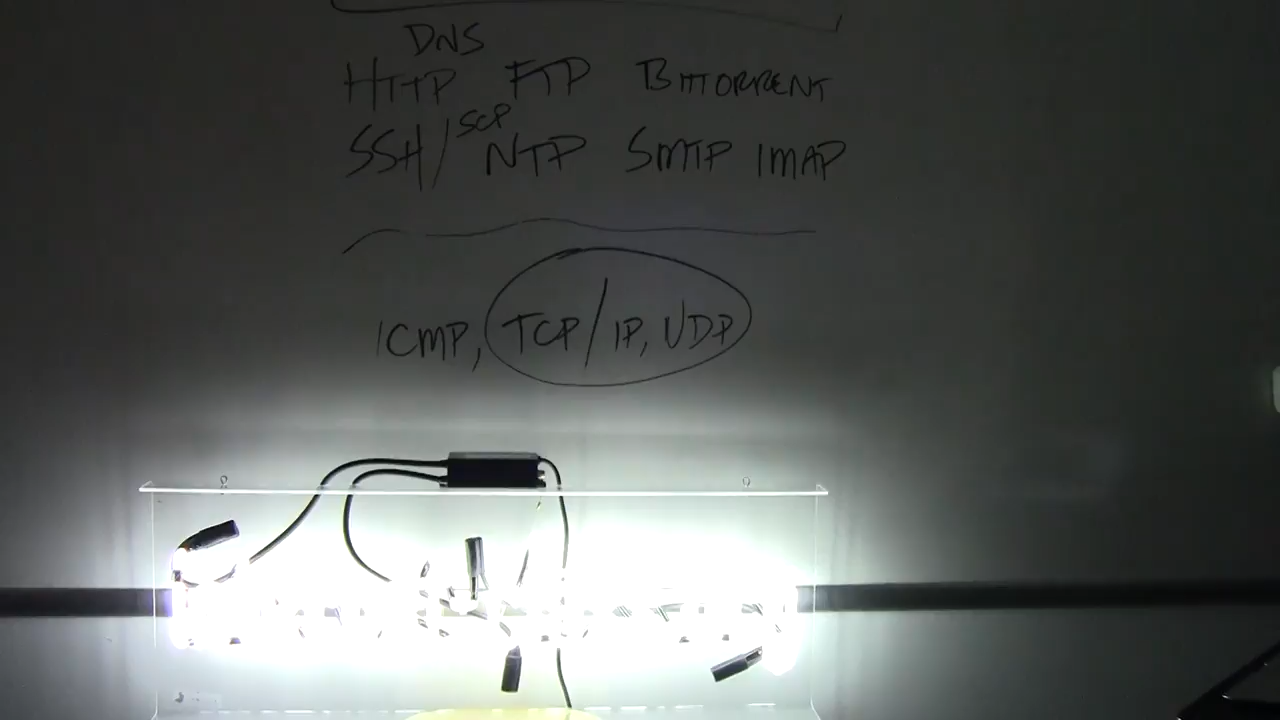 DNS
HTTP FTP BITTORRENT
SSH/SCP NTP SMTP IMAP
ICMP, TCP/IP, UDP